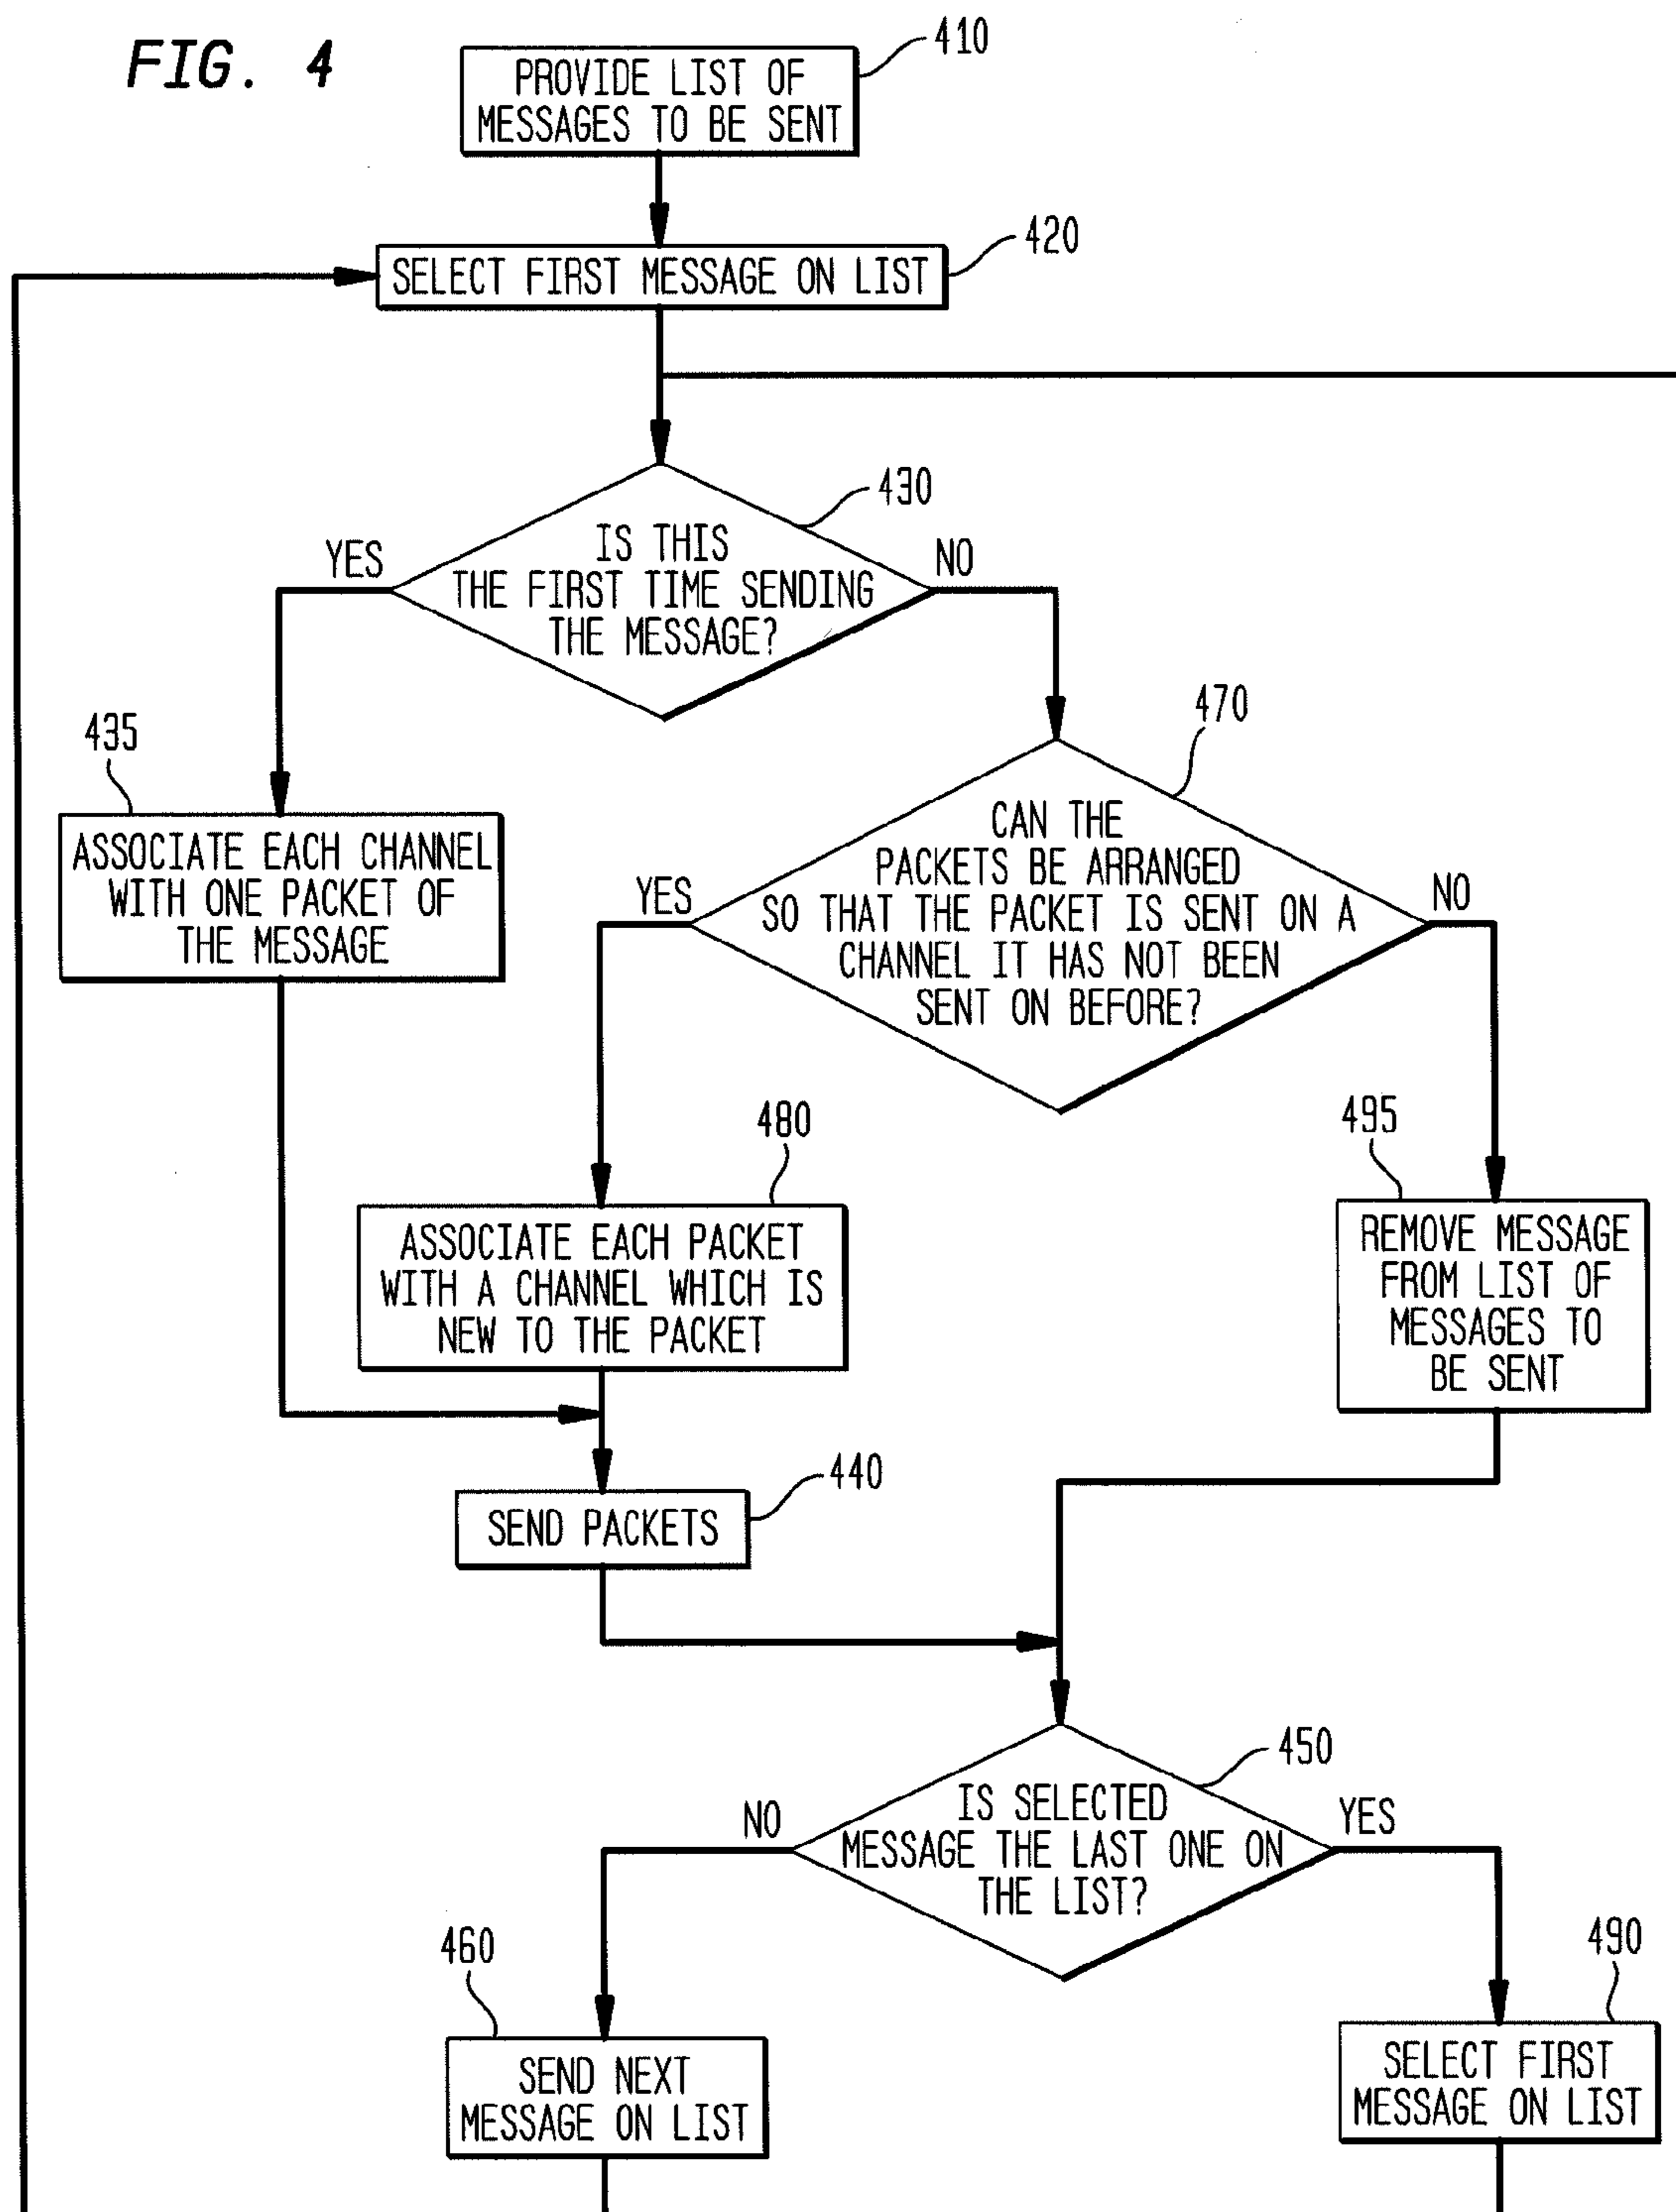 FIG. 4
410
PROVIDE LIST OF
MESSAGES TO BE SENT
420
SELECT FIRST MESSAGE ON LIST
430
IS THIS
THE FIRST TIME SENDING
THE MESSAGE?
YES
NO
435
ASSOCIATE EACH CHANNEL
WITH ONE PACKET OF
THE MESSAGE
470
CAN THE
PACKETS BE ARRANGED
SO THAT THE PACKET IS SENT ON A
CHANNEL IT HAS NOT BEEN
SENT ON BEFORE?
YES
NO
480
ASSOCIATE EACH PACKET
WITH A CHANNEL WHICH IS
NEW TO THE PACKET
495
REMOVE MESSAGE
FROM LIST OF
MESSAGES TO
BE SENT
440
SEND PACKETS
450
IS SELECTED
MESSAGE THE LAST ONE ON
THE LIST?
NO
YES
460
SEND NEXT
MESSAGE ON LIST
490
SELECT FIRST
MESSAGE ON LIST